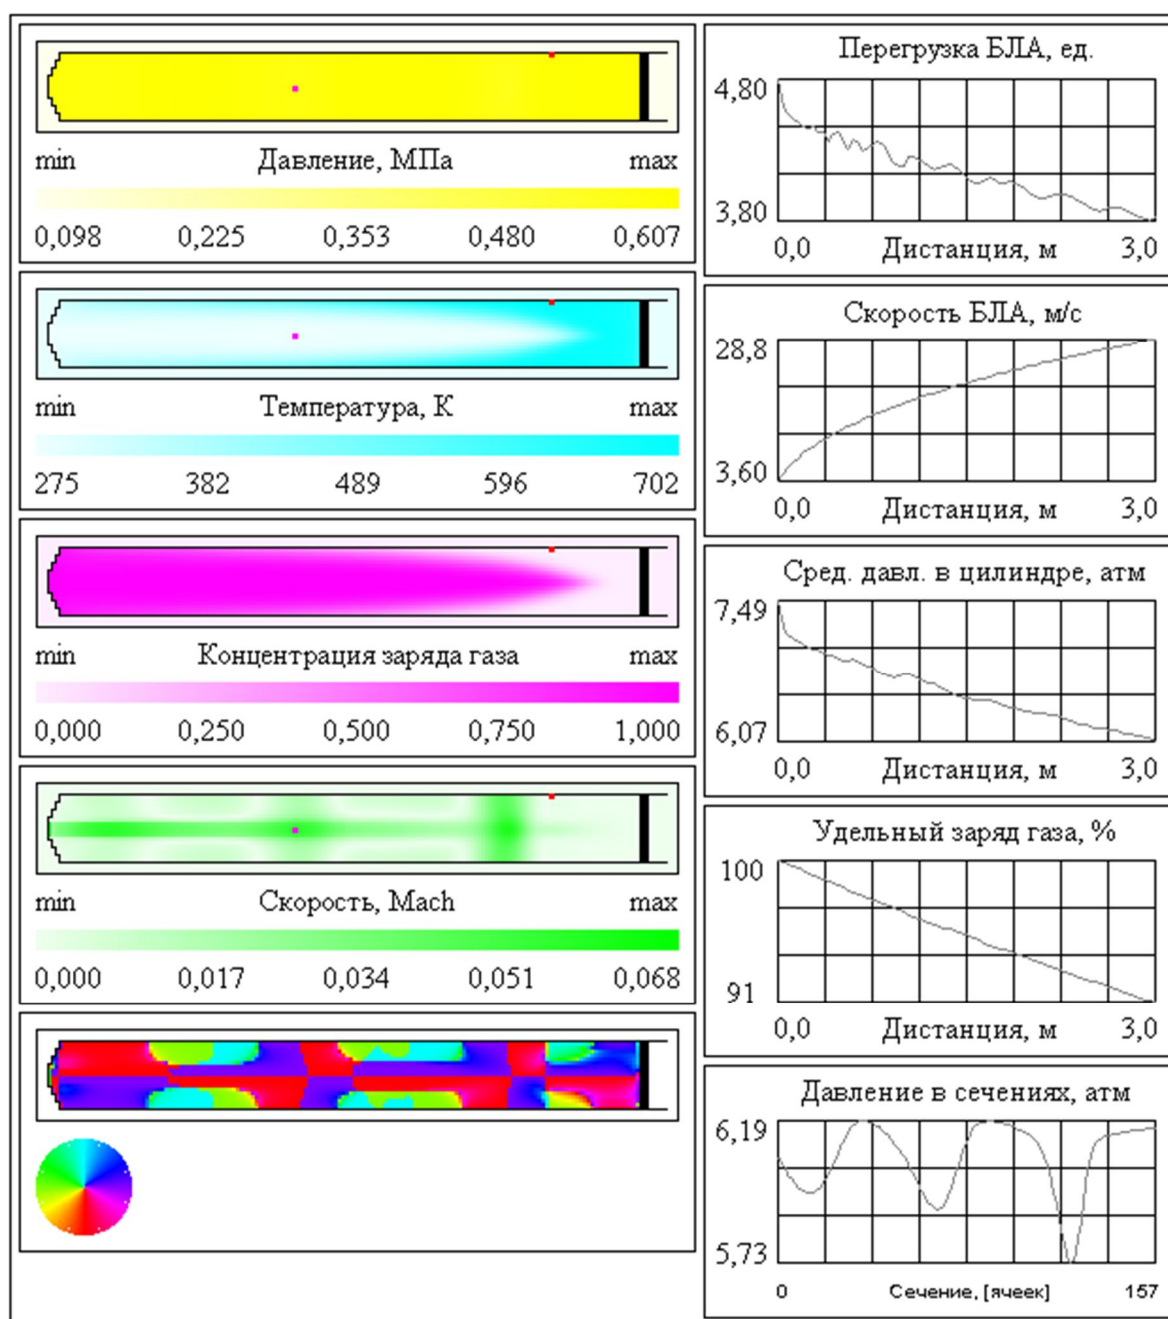 min Давление, МПа max
0,098 0,225 0,353 0,480 0,607
min Температура, К max
275 382 489 596 702
min Концентрация заряда газа max
0,000 0,250 0,500 0,750 1,000
min Скорость, Mach max
0,000 0,017 0,034 0,051 0,068
Перегрузка БЛА, ед.
4,80
3,80
0,0 Дистанция, м 3,0
Скорость БЛА, м/с
28,8
3,60
0,0 Дистанция, м 3,0
Сред. давл. в цилиндре, атм
7,49
6,07
0,0 Дистанция, м 3,0
Удельный заряд газа, %
100
91
0,0 Дистанция, м 3,0
Давление в сечениях, атм
6,19
5,73
0 Сечение, [ячеек] 157